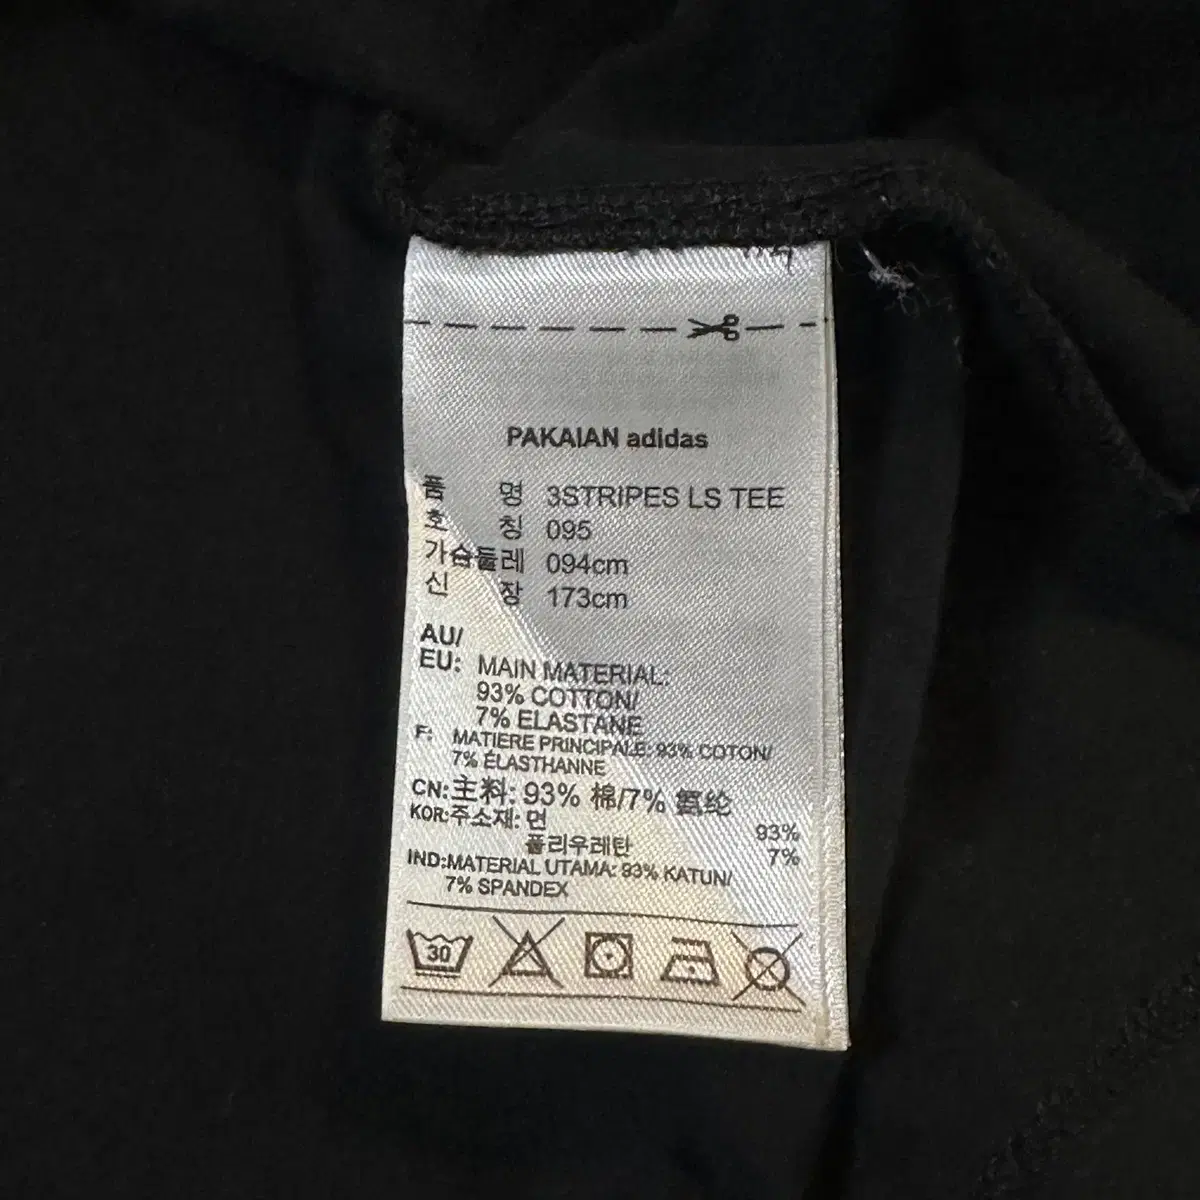 PAKAIAN adidas
품 명 3STRIPES LS TEE
호 칭 095
가슴둘레 094cm
신 장 173cm
AU/
EU: MAIN MATERIAL:
93% COTTON/
7% ELASTANE
F: MATIERE PRINCIPALE: 93% COTON/
7% ÉLASTHANNE
CN:主料: 93% 棉/7% 氨纶
KOR:주소재: 면 93%
폴리우레탄 7%
IND:MATERIAL UTAMA: 93% KATUN/
7% SPANDEX
30